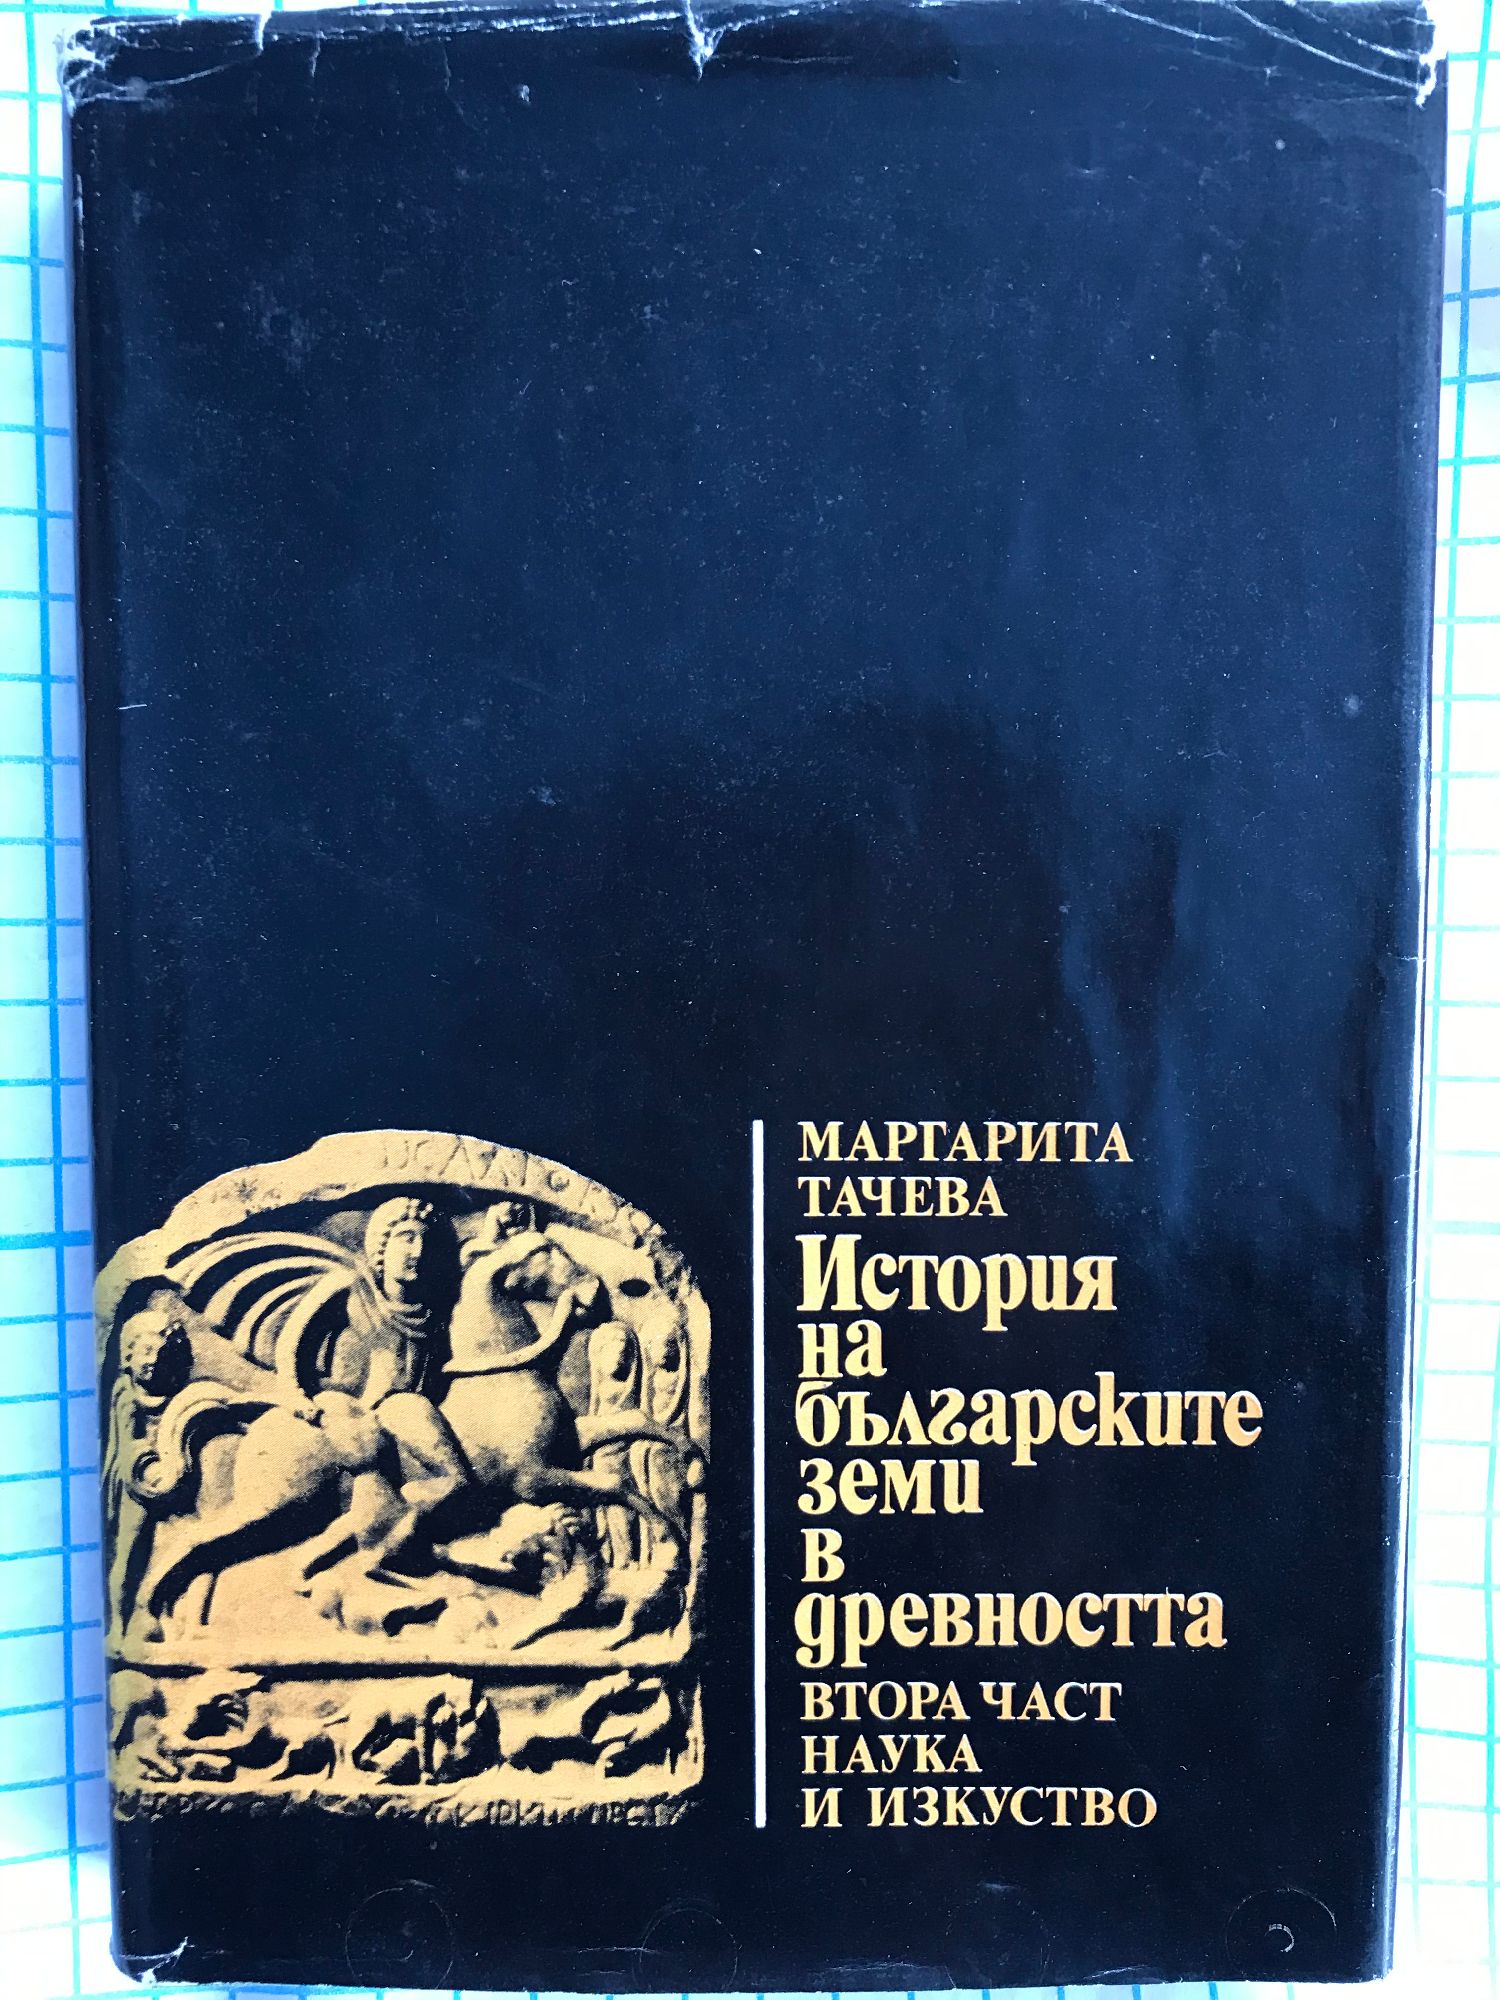 МАРГАРИТА
ТАЧЕВА
История
на
българските
земи
в
древността
ВТОРА ЧАСТ
НАУКА
И ИЗКУСТВО